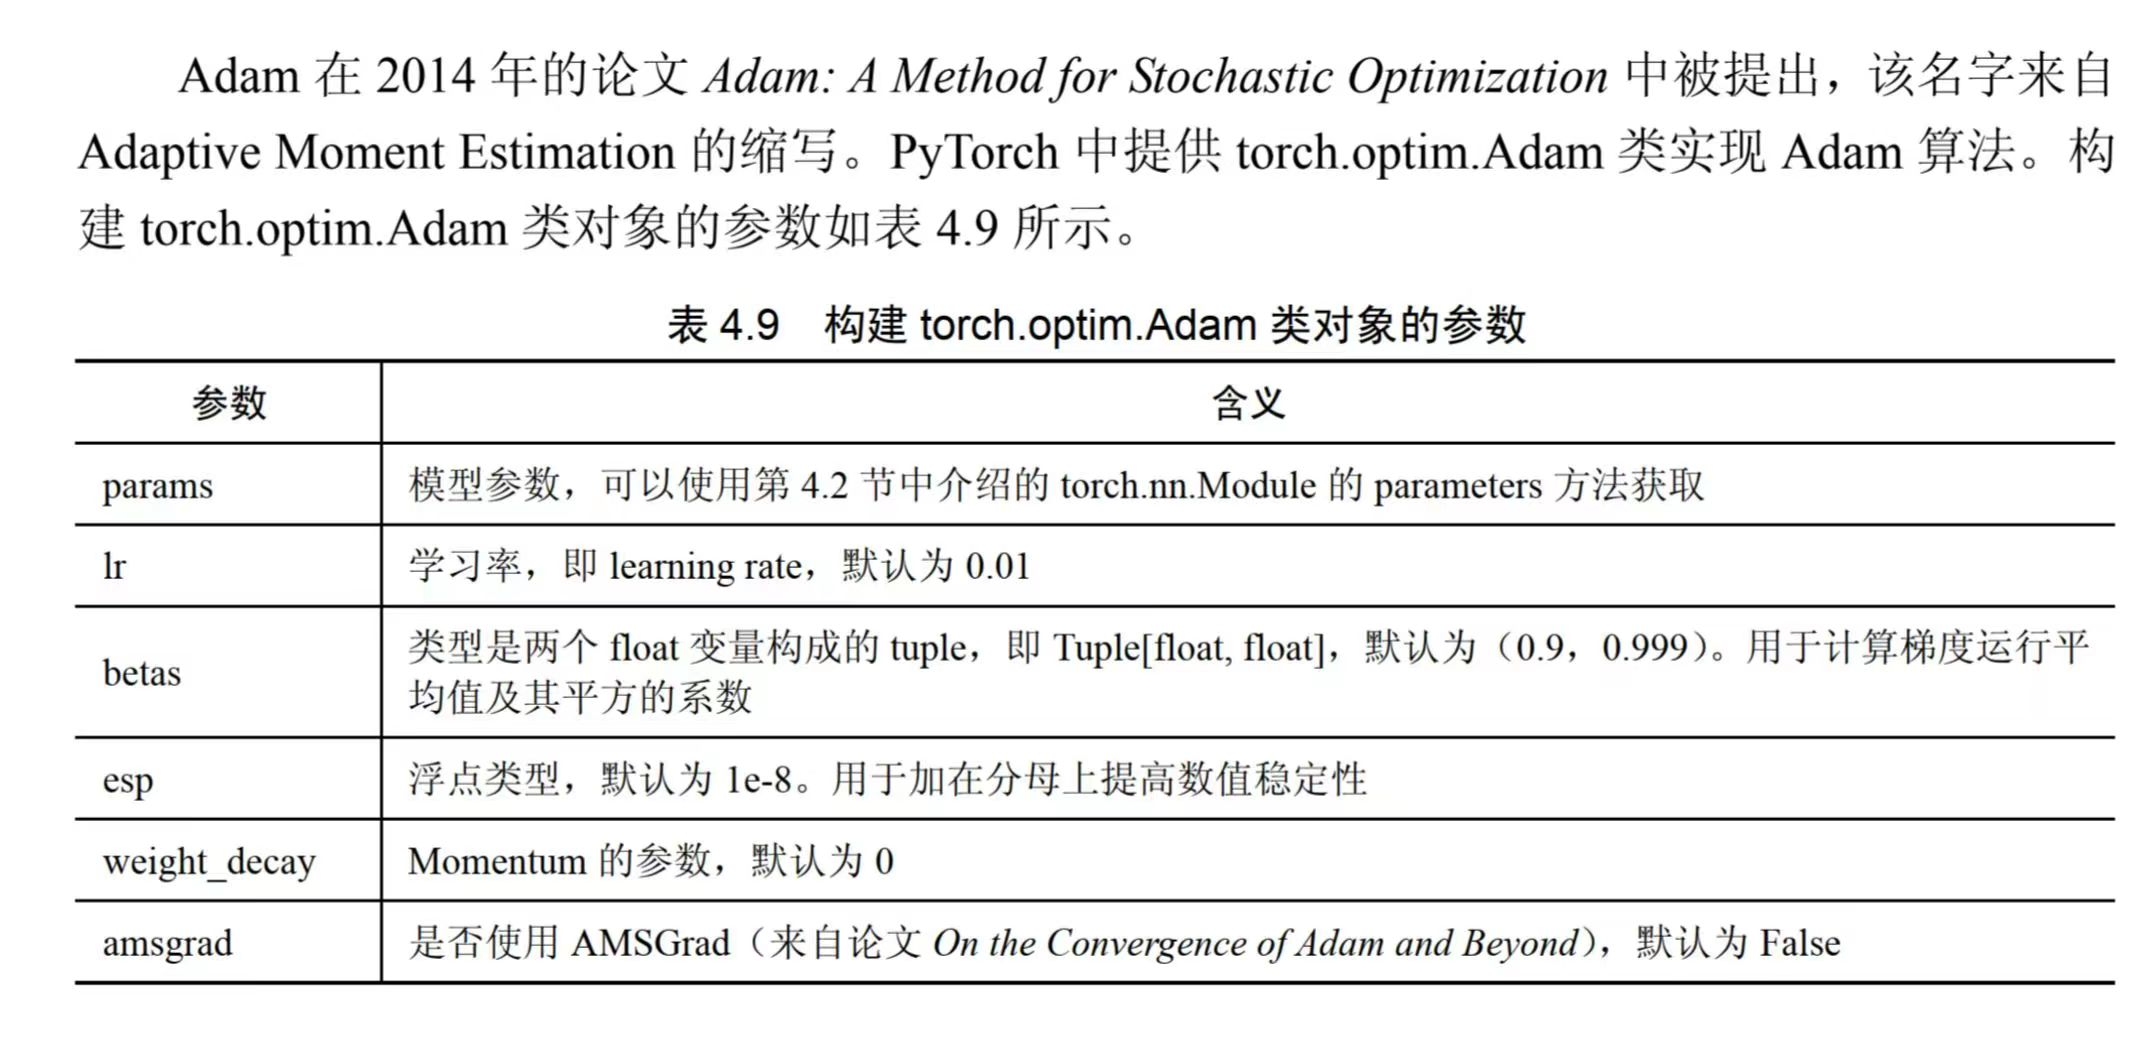 Adam 在 2014 年的论文 Adam: A Method for Stochastic Optimization 中被提出，该名字来自
Adaptive Moment Estimation 的缩写。PyTorch 中提供 torch.optim.Adam 类实现 Adam 算法。构
建 torch.optim.Adam 类对象的参数如表 4.9 所示。
表 4.9 构建 torch.optim.Adam 类对象的参数
参数 含义
params 模型参数，可以使用第 4.2 节中介绍的 torch.nn.Module 的 parameters 方法获取
lr 学习率，即 learning rate，默认为 0.01
betas 类型是两个 float 变量构成的 tuple，即 Tuple[float, float]，默认为（0.9，0.999）。用于计算梯度运行平
均值及其平方的系数
esp 浮点类型，默认为 1e-8。用于加在分母上提高数值稳定性
weight_decay Momentum 的参数，默认为 0
amsgrad 是否使用 AMSGrad（来自论文 On the Convergence of Adam and Beyond），默认为 False